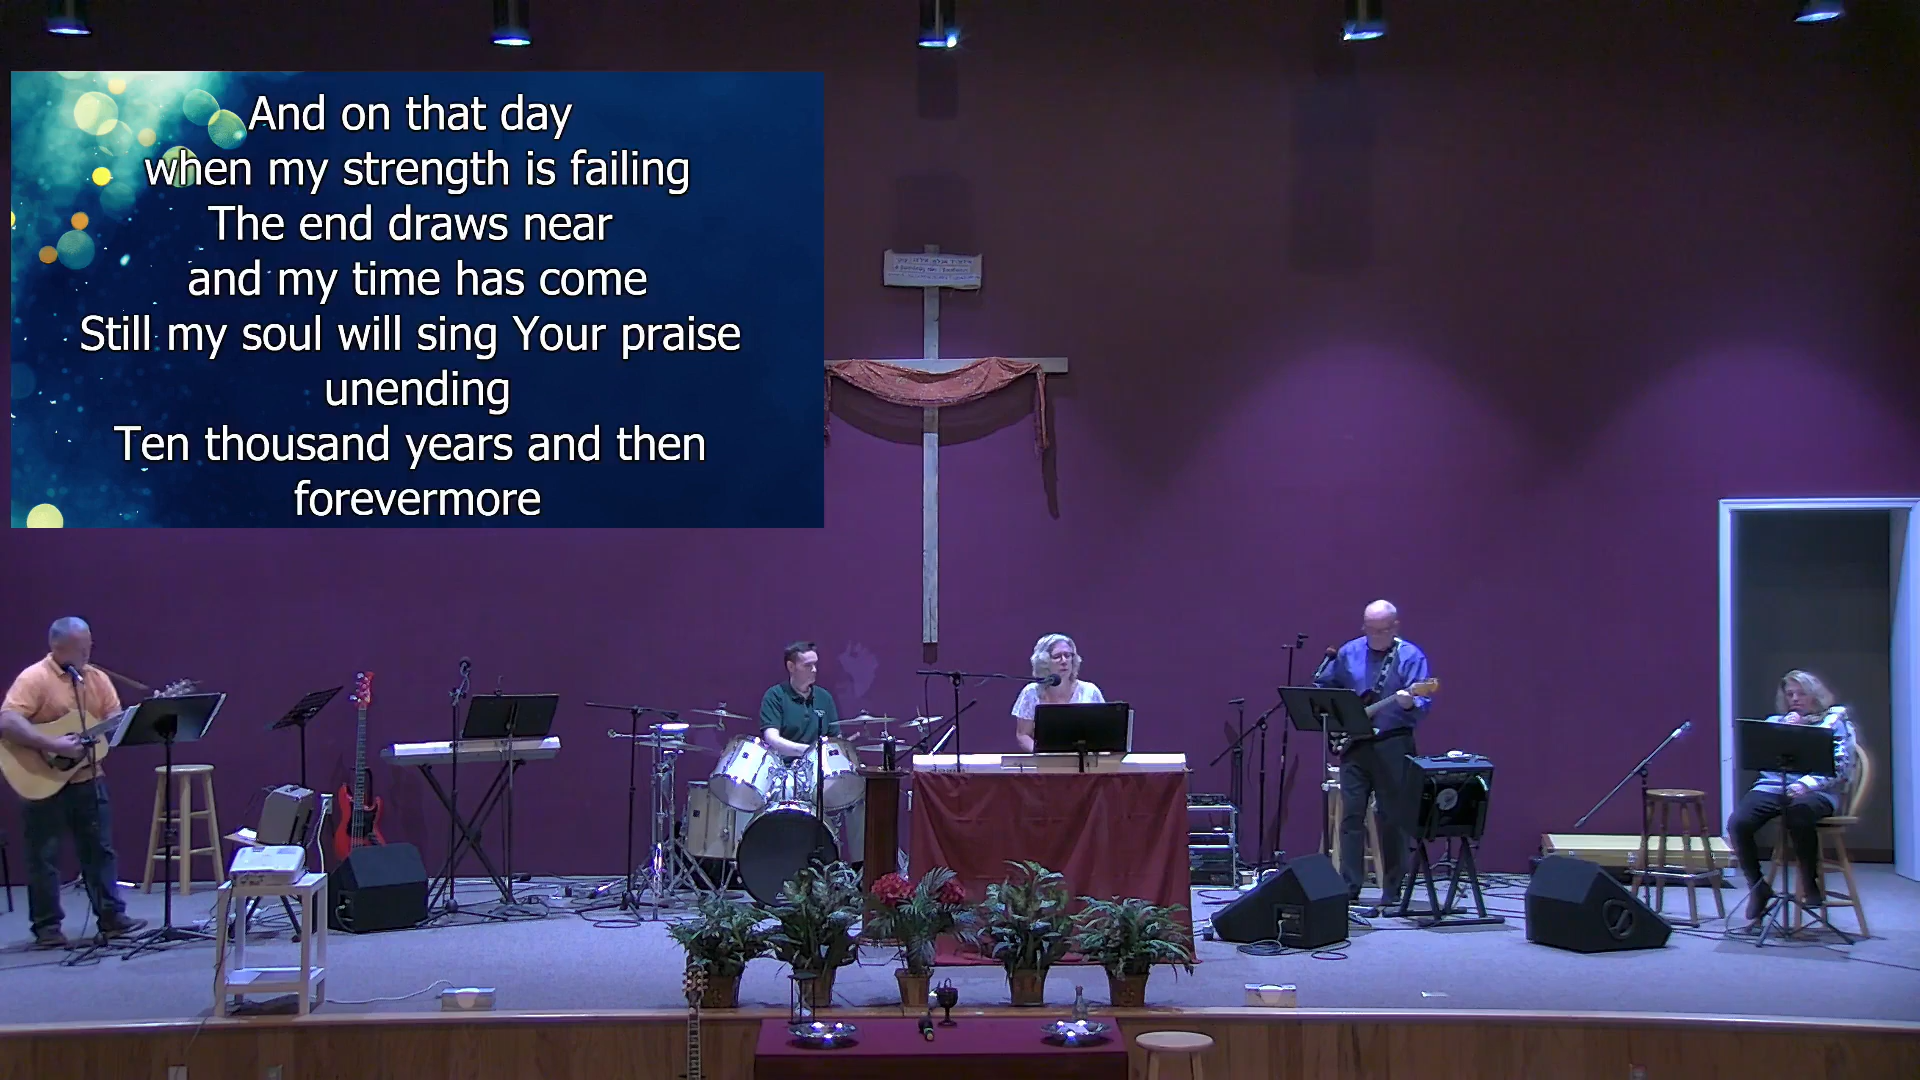 And on that day
when my strength is failing
The end draws near
and my time has come
Still my soul will sing Your praise
unending
Ten thousand years and then
forevermore